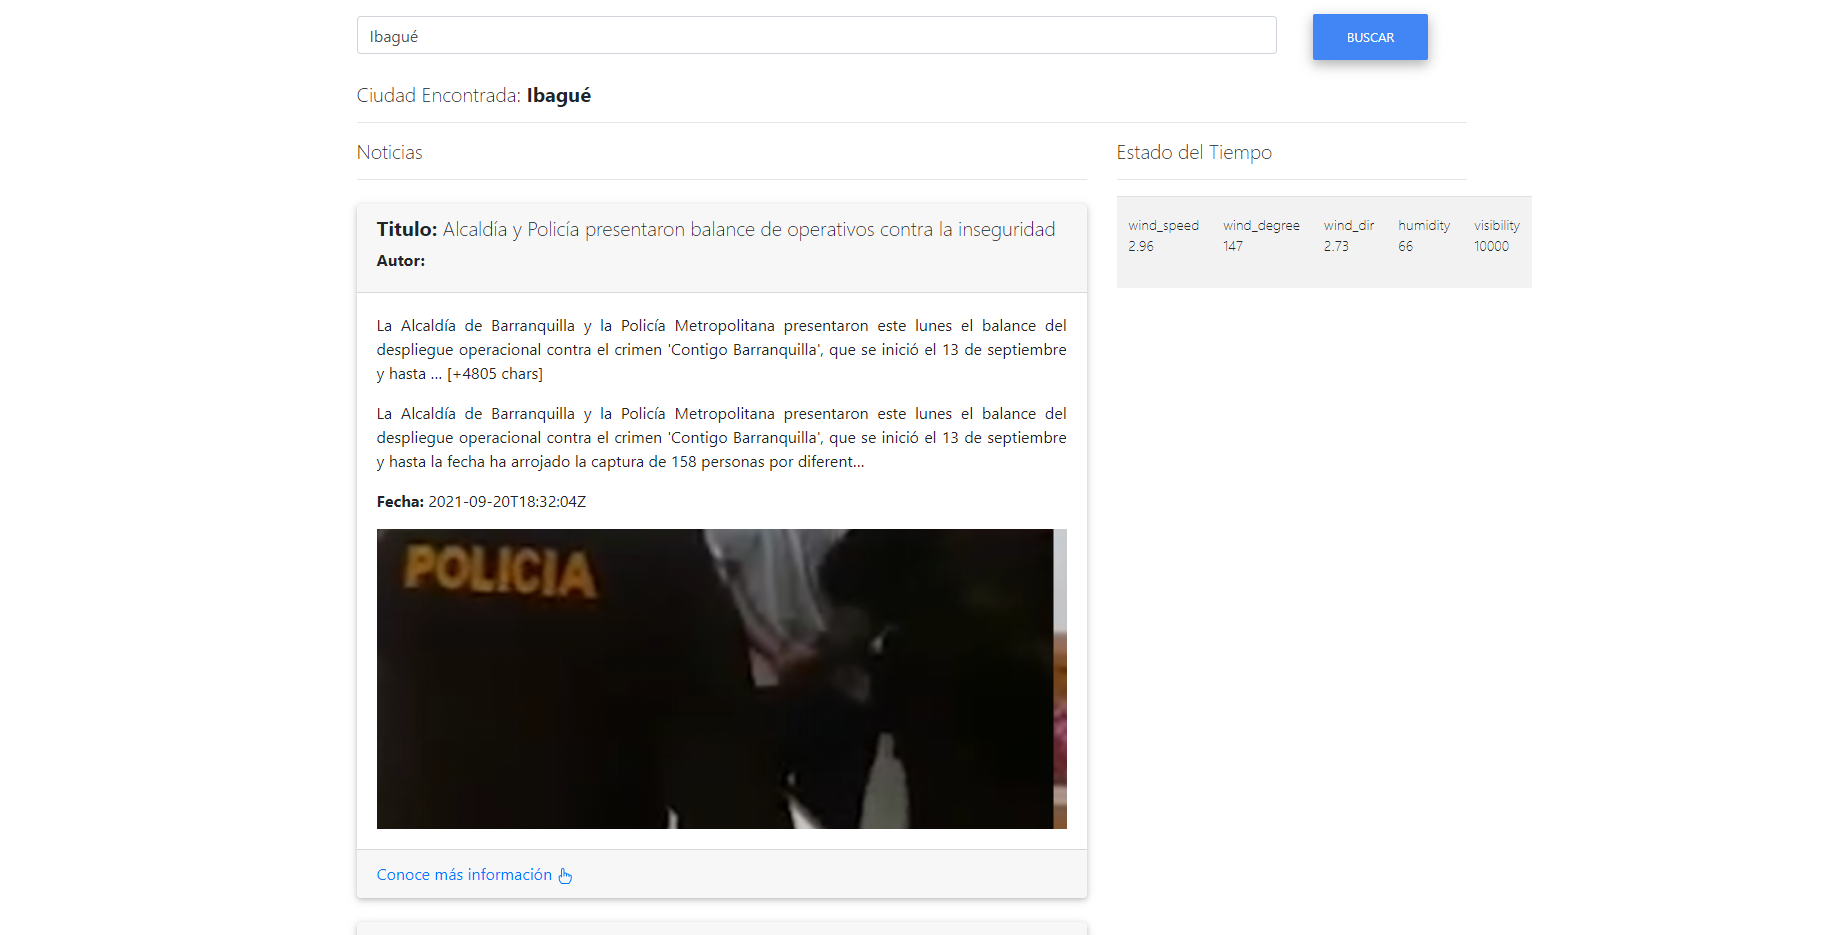 Ibagué
BUSCAR
Ciudad Encontrada: Ibagué
Noticias
Titulo: Alcaldía y Policía presentaron balance de operativos contra la inseguridad
Autor:
La Alcaldía de Barranquilla y la Policía Metropolitana presentaron este lunes el balance del
despliegue operacional contra el crimen 'Contigo Barranquilla', que se inició el 13 de septiembre
y hasta … [+4805 chars]
La Alcaldía de Barranquilla y la Policía Metropolitana presentaron este lunes el balance del
despliegue operacional contra el crimen 'Contigo Barranquilla', que se inició el 13 de septiembre
y hasta la fecha ha arrojado la captura de 158 personas por diferent…
Fecha: 2021-09-20T18:32:04Z
POLICIA
Conoce más información
Estado del Tiempo
wind_speed wind_degree wind_dir humidity visibility
2.96 147 2.73 66 10000